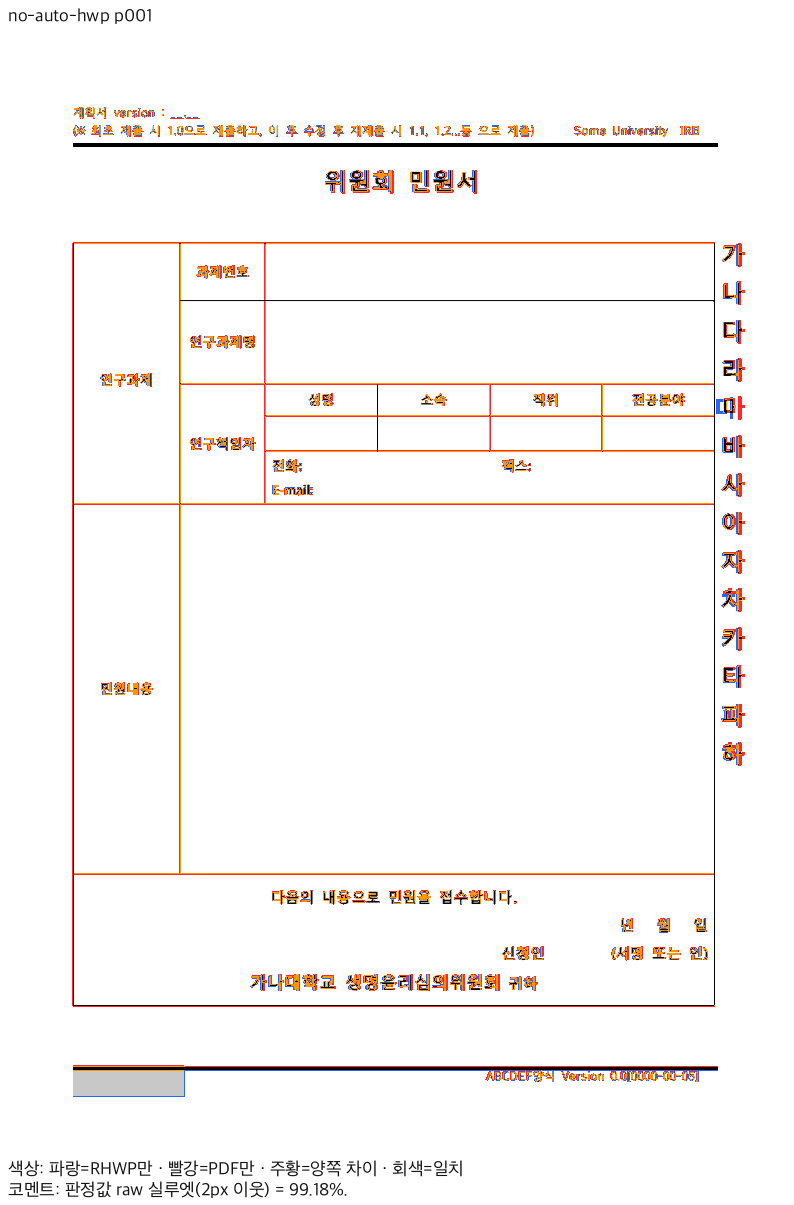 no-auto-hwp p001
계획서 version : __.__
(※ 최초 제출 시 1.0으로 제출하고, 이 후 수정 후 재제출 시 1.1, 1.2...등 으로 제출) Some University IRB
위원회 민원서
과제번호
연구과제명
연구과제
성명 소속 직위 전공분야
연구책임자
전화: 팩스:
E-mail:
민원내용
다음의 내용으로 민원을 접수합니다.
년 월 일
신청인 (서명 또는 인)
가나대학교 생명윤리심의위원회 귀하
가
나
다
라
마
바
사
아
자
차
카
타
파
하
ABCDEF양식 Version 0.0[0000-00-05]
색상: 파랑=RHWP만 · 빨강=PDF만 · 주황=양쪽 차이 · 회색=일치
코멘트: 판정값 raw 실루엣(2px 이웃) = 99.18%.